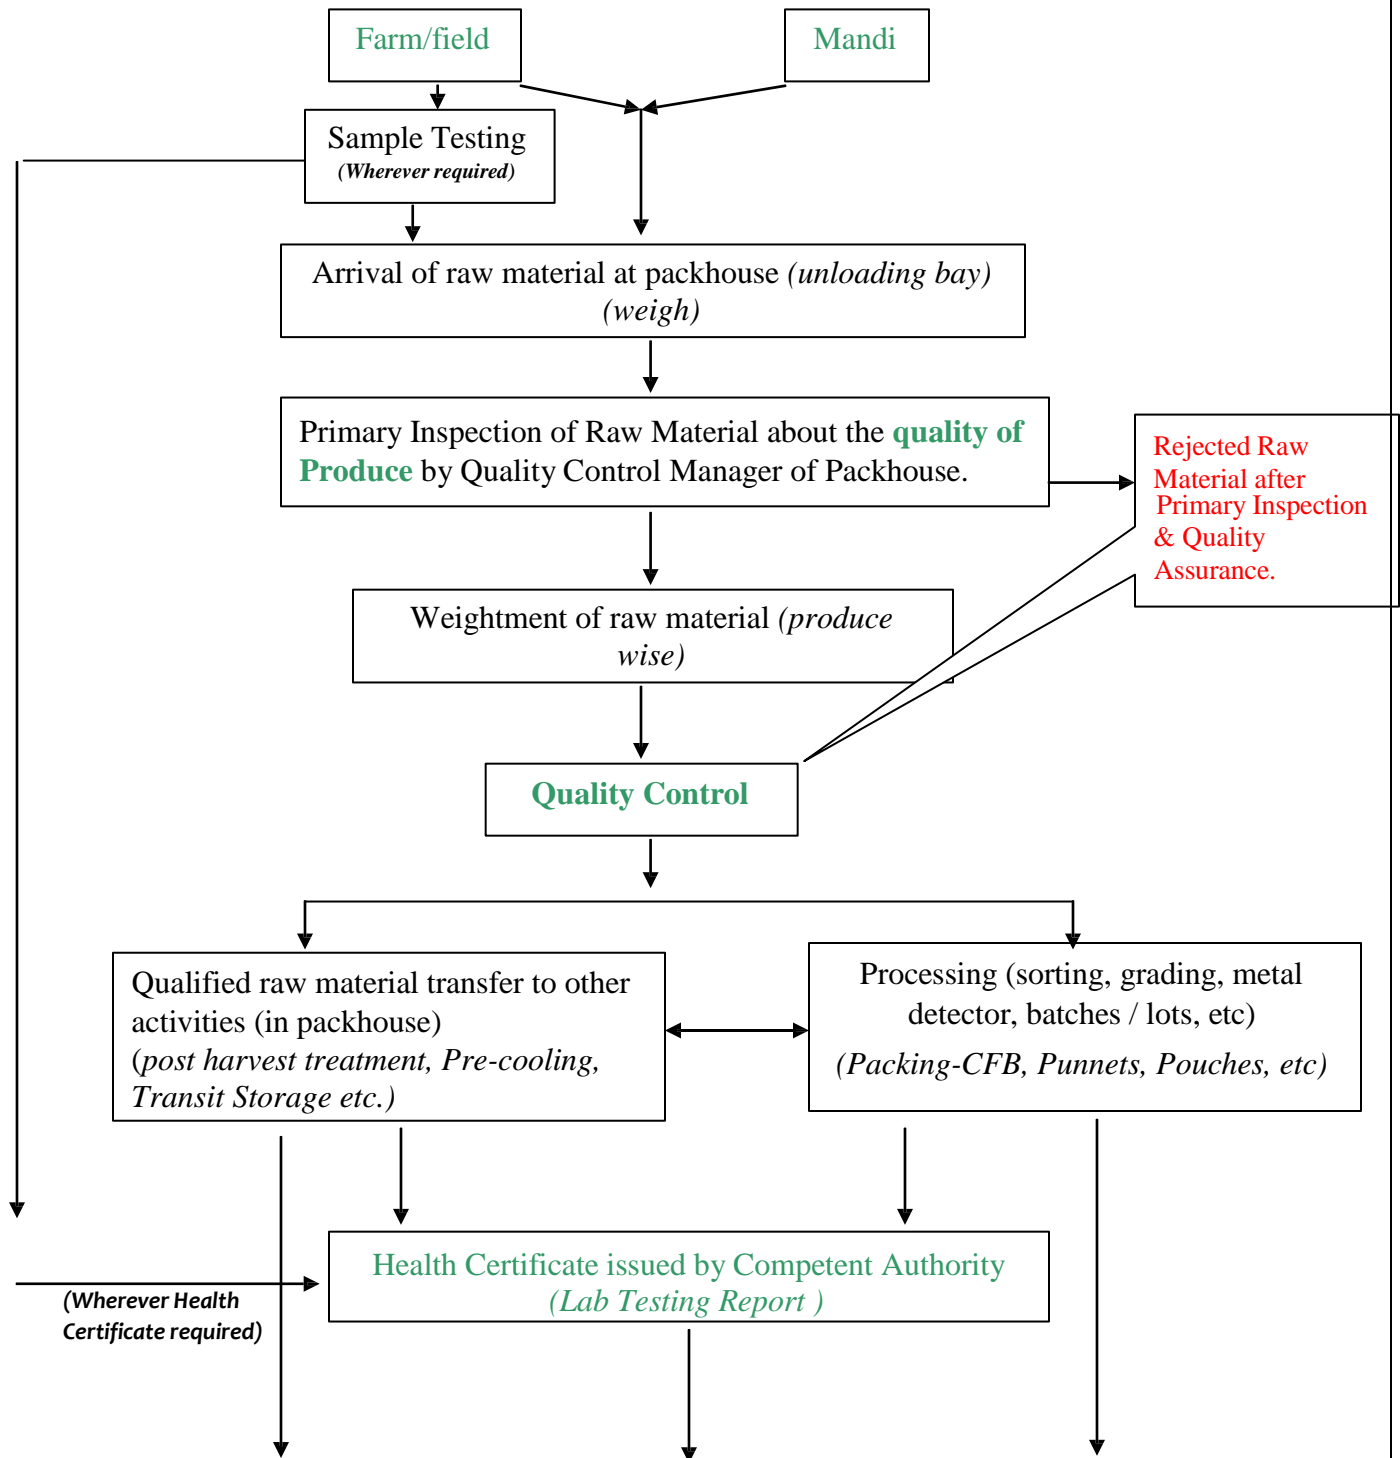 Farm/field
Mandi
Sample Testing
(Wherever required)
Arrival of raw material at packhouse (unloading bay)
(weigh)
Primary Inspection of Raw Material about the quality of
Produce by Quality Control Manager of Packhouse.
Rejected Raw
Material after
Primary Inspection
& Quality
Assurance.
Weightment of raw material (produce
wise)
Quality Control
Qualified raw material transfer to other
activities (in packhouse)
(post harvest treatment, Pre-cooling,
Transit Storage etc.)
Processing (sorting, grading, metal
detector, batches / lots, etc)
(Packing-CFB, Punnets, Pouches, etc)
Health Certificate issued by Competent Authority
(Lab Testing Report )
(Wherever Health
Certificate required)